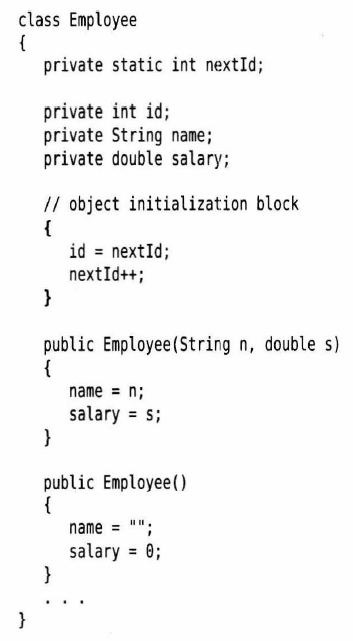 class Employee
{
private static int nextId;
private int id;
private String name;
private double salary;
// object initialization block
{
id = nextId;
nextId++;
}
public Employee(String n, double s)
{
name = n;
salary = s;
}
public Employee()
{
name = "";
salary = 0;
}
. . .
}